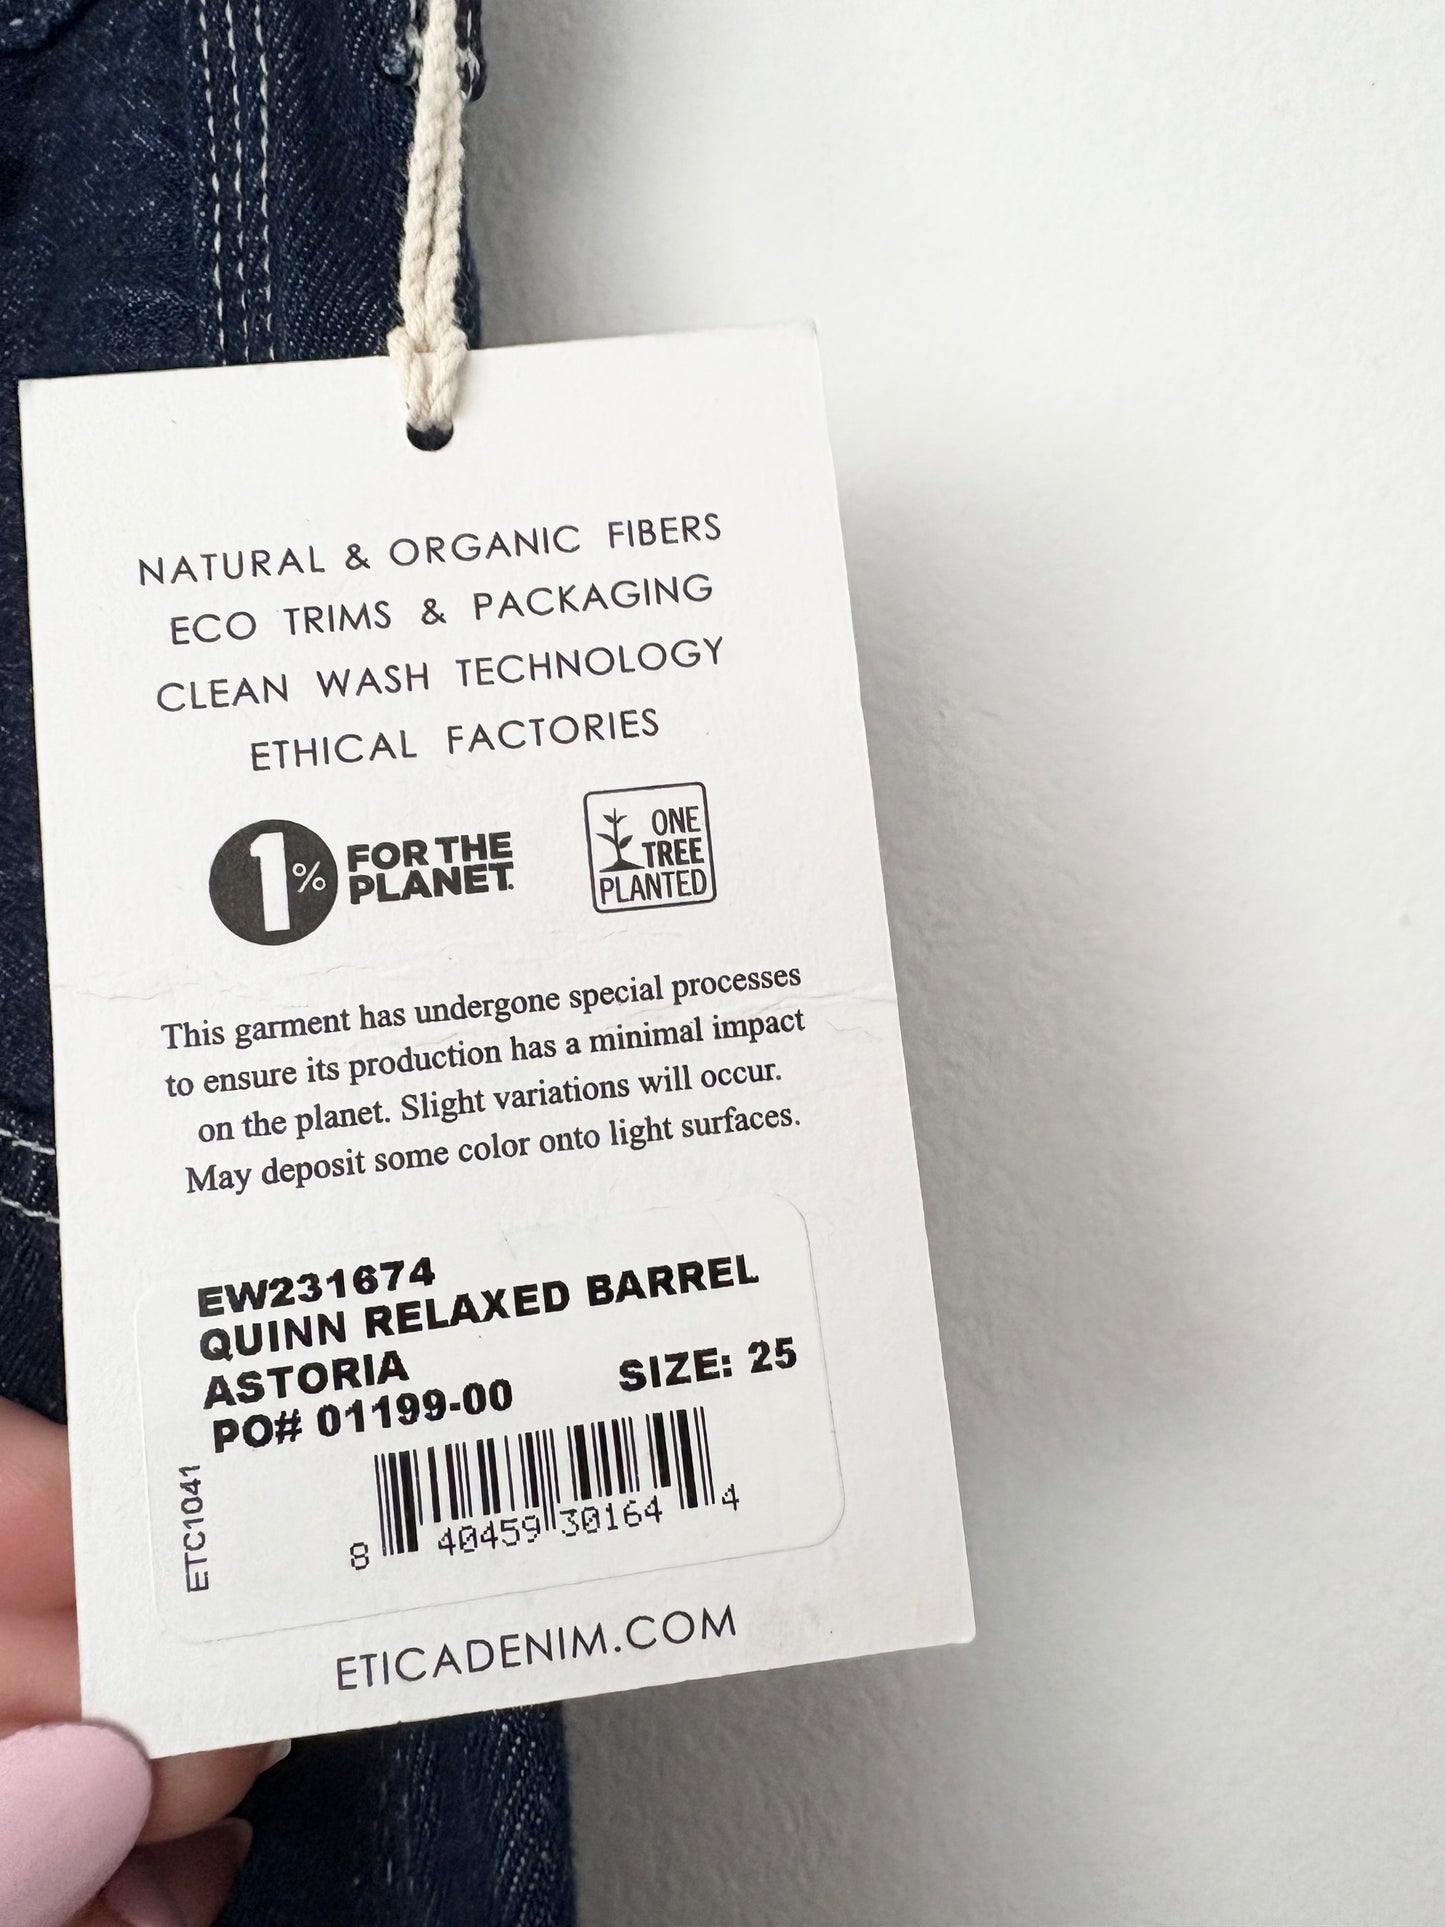 NATURAL & ORGANIC FIBERS
ECO TRIMS & PACKAGING
CLEAN WASH TECHNOLOGY
ETHICAL FACTORIES
1% FOR THE
PLANET.
ONE
TREE
PLANTED
This garment has undergone special processes
to ensure its production has a minimal impact
on the planet. Slight variations will occur.
May deposit some color onto light surfaces.
EW231674
QUINN RELAXED BARREL
ASTORIA
SIZE: 25
PO# 01199-00
ETC1041
8 40459 30164 4
ETICADENIM.COM